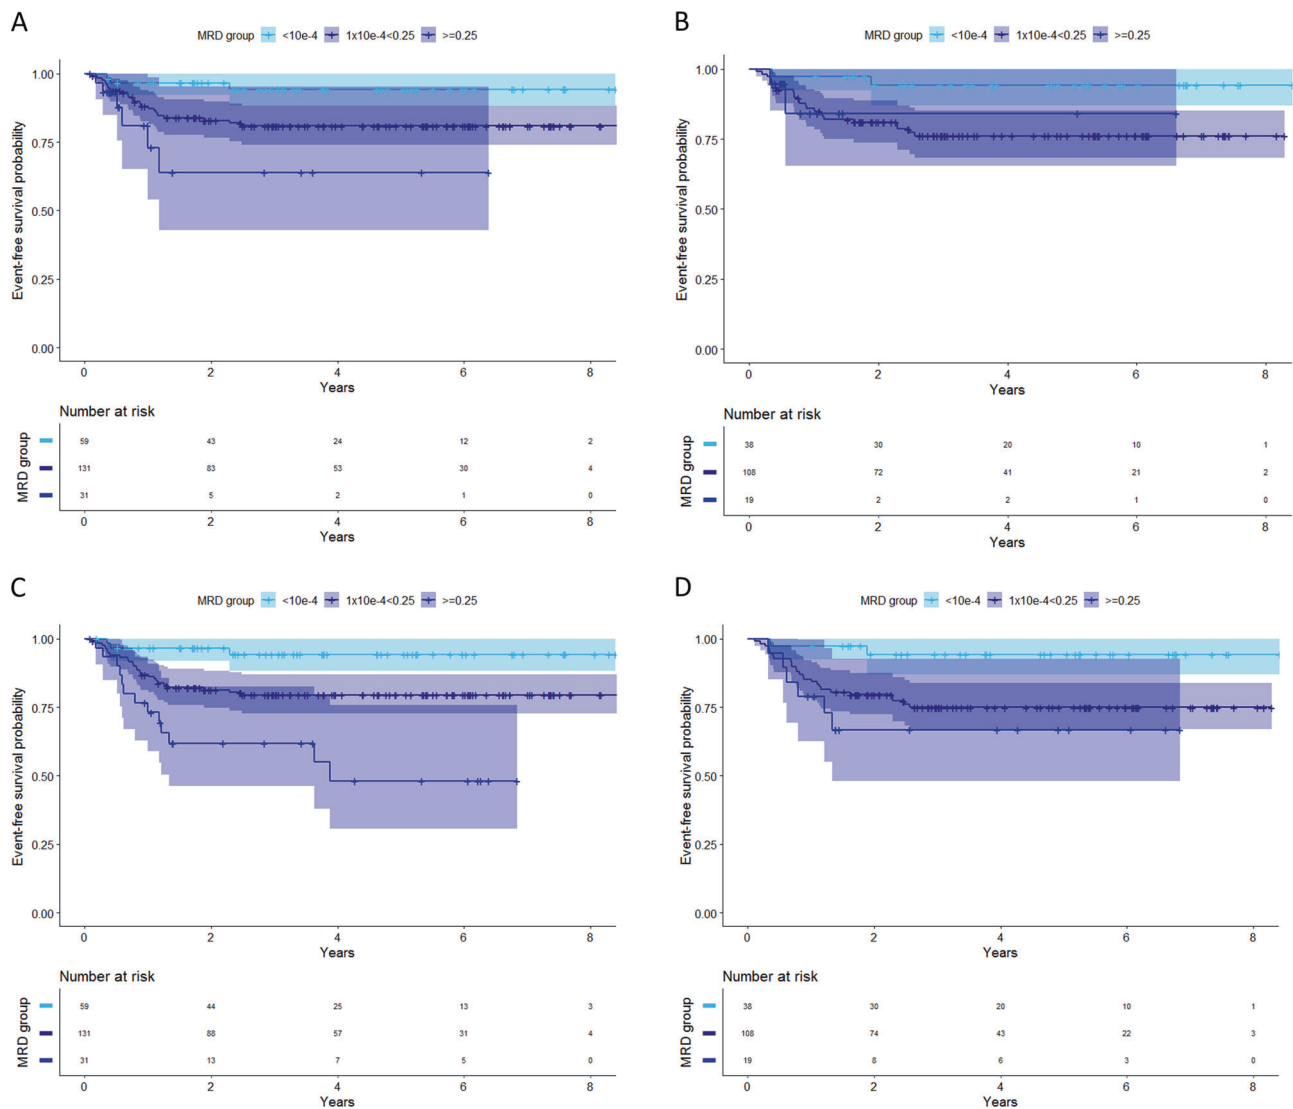 A
MRD group <10e-4 1x10e-4<0.25 >=0.25
Event-free survival probability
1.00
0.75
0.50
0.25
0.00
0 2 4 6 8
Years
Number at risk
MRD group
59 43 24 12 2
131 83 53 30 4
31 5 2 1 0
0 2 4 6 8
Years
B
MRD group <10e-4 1x10e-4<0.25 >=0.25
Event-free survival probability
1.00
0.75
0.50
0.25
0.00
0 2 4 6 8
Years
Number at risk
MRD group
38 30 20 10 1
108 72 41 21 2
19 2 2 1 0
0 2 4 6 8
Years
C
MRD group <10e-4 1x10e-4<0.25 >=0.25
Event-free survival probability
1.00
0.75
0.50
0.25
0.00
0 2 4 6 8
Years
Number at risk
MRD group
59 44 25 13 3
131 88 57 31 4
31 13 7 5 0
0 2 4 6 8
Years
D
MRD group <10e-4 1x10e-4<0.25 >=0.25
Event-free survival probability
1.00
0.75
0.50
0.25
0.00
0 2 4 6 8
Years
Number at risk
MRD group
38 30 20 10 1
108 74 43 22 3
19 8 6 3 0
0 2 4 6 8
Years